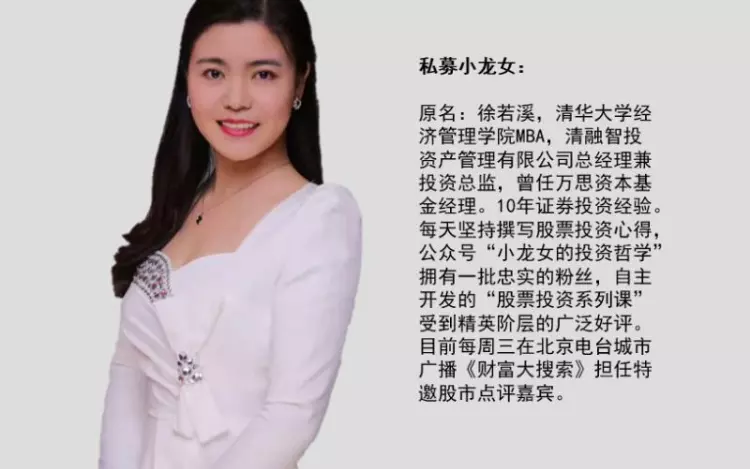 私募小龙女：
原名：徐若溪，清华大学经
济管理学院MBA，清融智投
资产管理有限公司总经理兼
投资总监，曾任万思资本基
金经理。10年证券投资经验。
每天坚持撰写股票投资心得，
公众号“小龙女的投资哲学”
拥有一批忠实的粉丝，自主
开发的“股票投资系列课”
受到精英阶层的广泛好评。
目前每周三在北京电台城市
广播《财富大搜索》担任特
邀股市点评嘉宾。